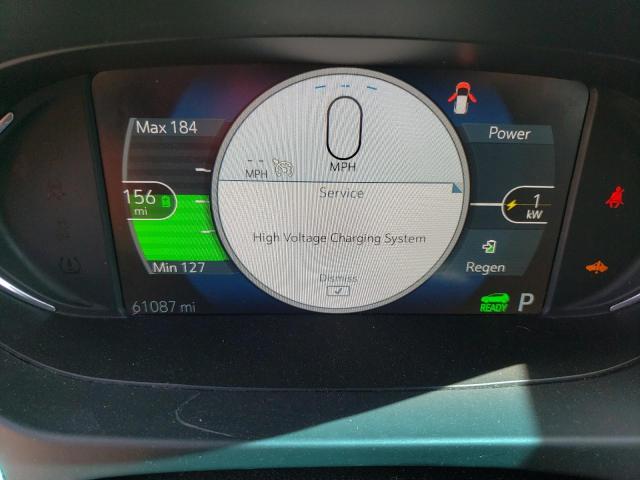 Max 184
156
mi
Min 127
61087 mi
0
MPH
-- MPH
Service
High Voltage Charging System
Dismiss
Power
1
kW
Regen
READY P